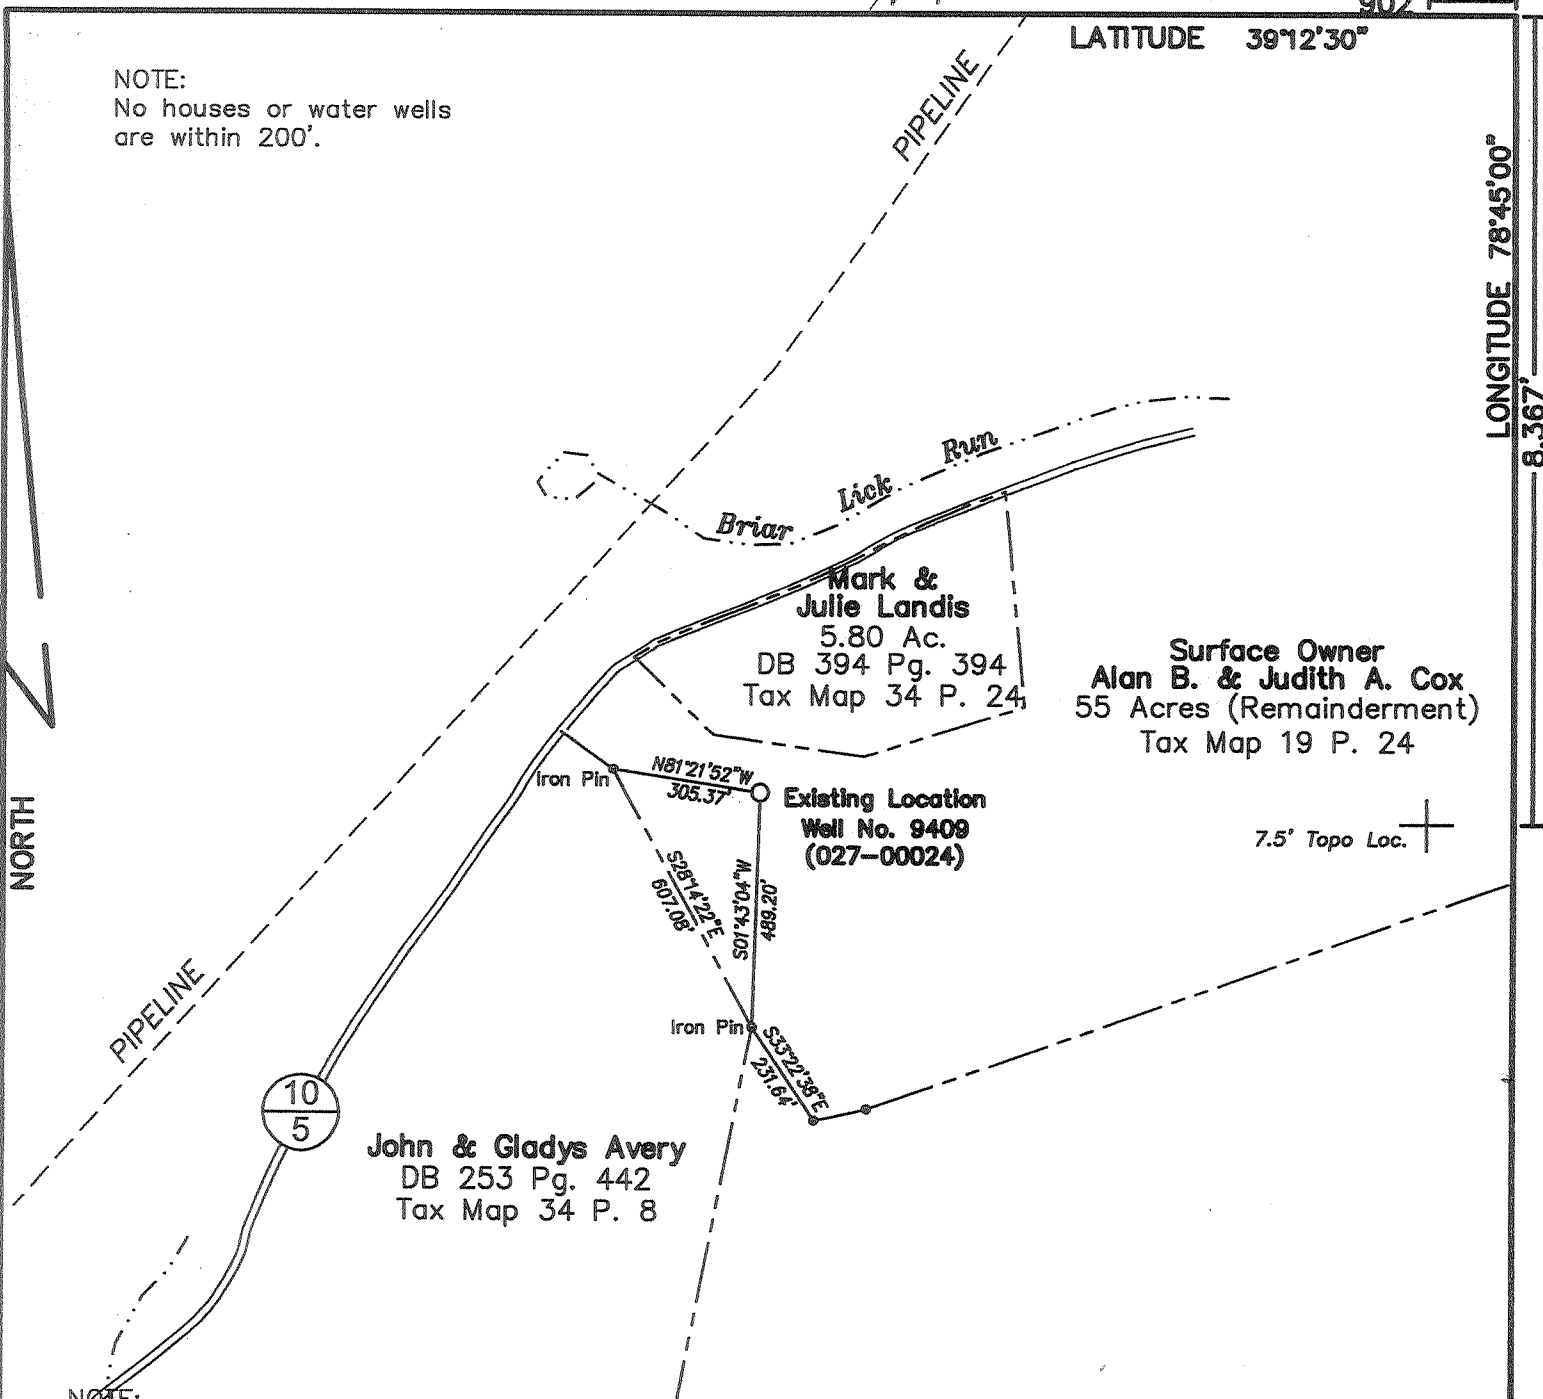 902
LATITUDE 39°12'30"
NOTE:
No houses or water wells
are within 200'.
PIPELINE
LONGITUDE 78°45'00"
8.367'
Briar Lick Run
Mark &
Julie Landis
5.80 Ac.
DB 394 Pg. 394
Tax Map 34 P. 24
Surface Owner
Alan B. & Judith A. Cox
55 Acres (Remainderment)
Tax Map 19 P. 24
Iron Pin
N81°21'52"W
305.37'
Existing Location
Well No. 9409
(027-00024)
7.5' Topo Loc.
NORTH
S28°14'22"E
607.08'
S01°43'04"W
489.20'
PIPELINE
Iron Pin
S33°22'38"E
231.64'
10
5
John & Gladys Avery
DB 253 Pg. 442
Tax Map 34 P. 8
NOTE: